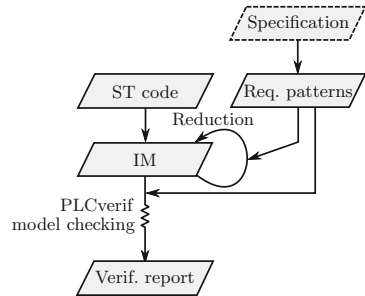 Specification
ST code
Req. patterns
Reduction
IM
PLCverif
model checking
Verif. report